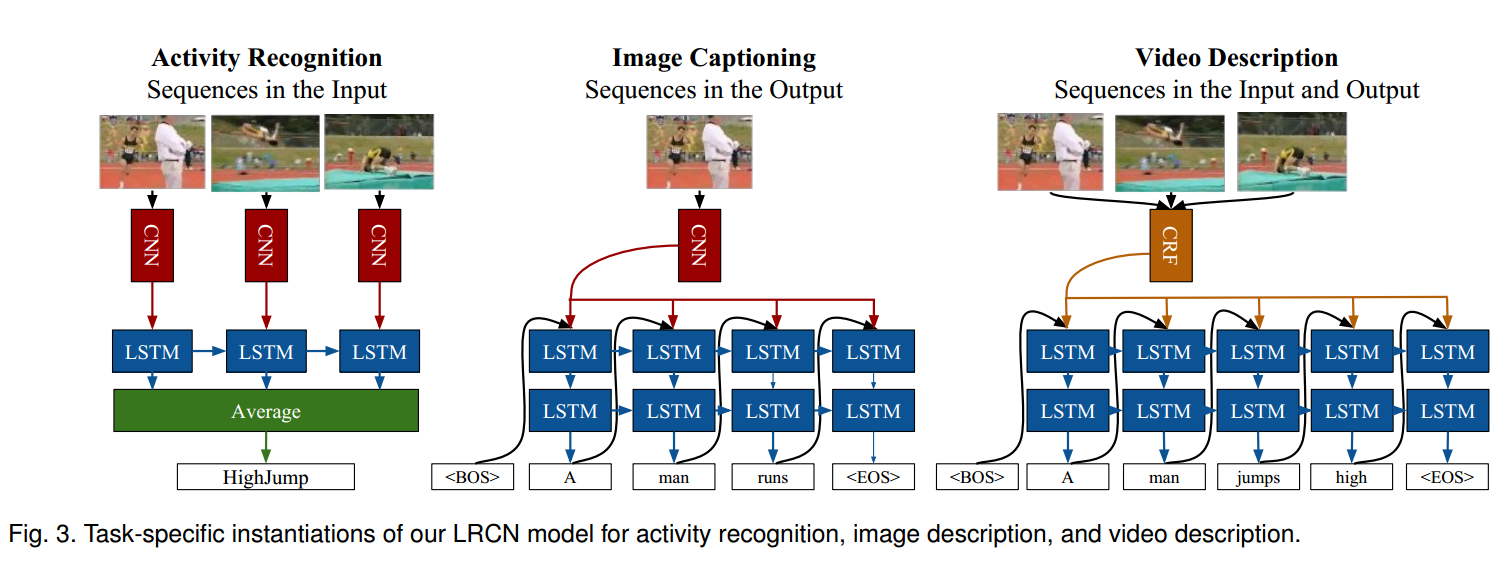 Activity Recognition
Sequences in the Input
CNN
CNN
CNN
LSTM
LSTM
LSTM
Average
HighJump
Image Captioning
Sequences in the Output
CNN
LSTM
LSTM
LSTM
LSTM
LSTM
LSTM
LSTM
LSTM
<BOS>
A
man
runs
<EOS>
Video Description
Sequences in the Input and Output
CRF
LSTM
LSTM
LSTM
LSTM
LSTM
LSTM
LSTM
LSTM
LSTM
LSTM
<BOS>
A
man
jumps
high
<EOS>
Fig. 3. Task-specific instantiations of our LRCN model for activity recognition, image description, and video description.